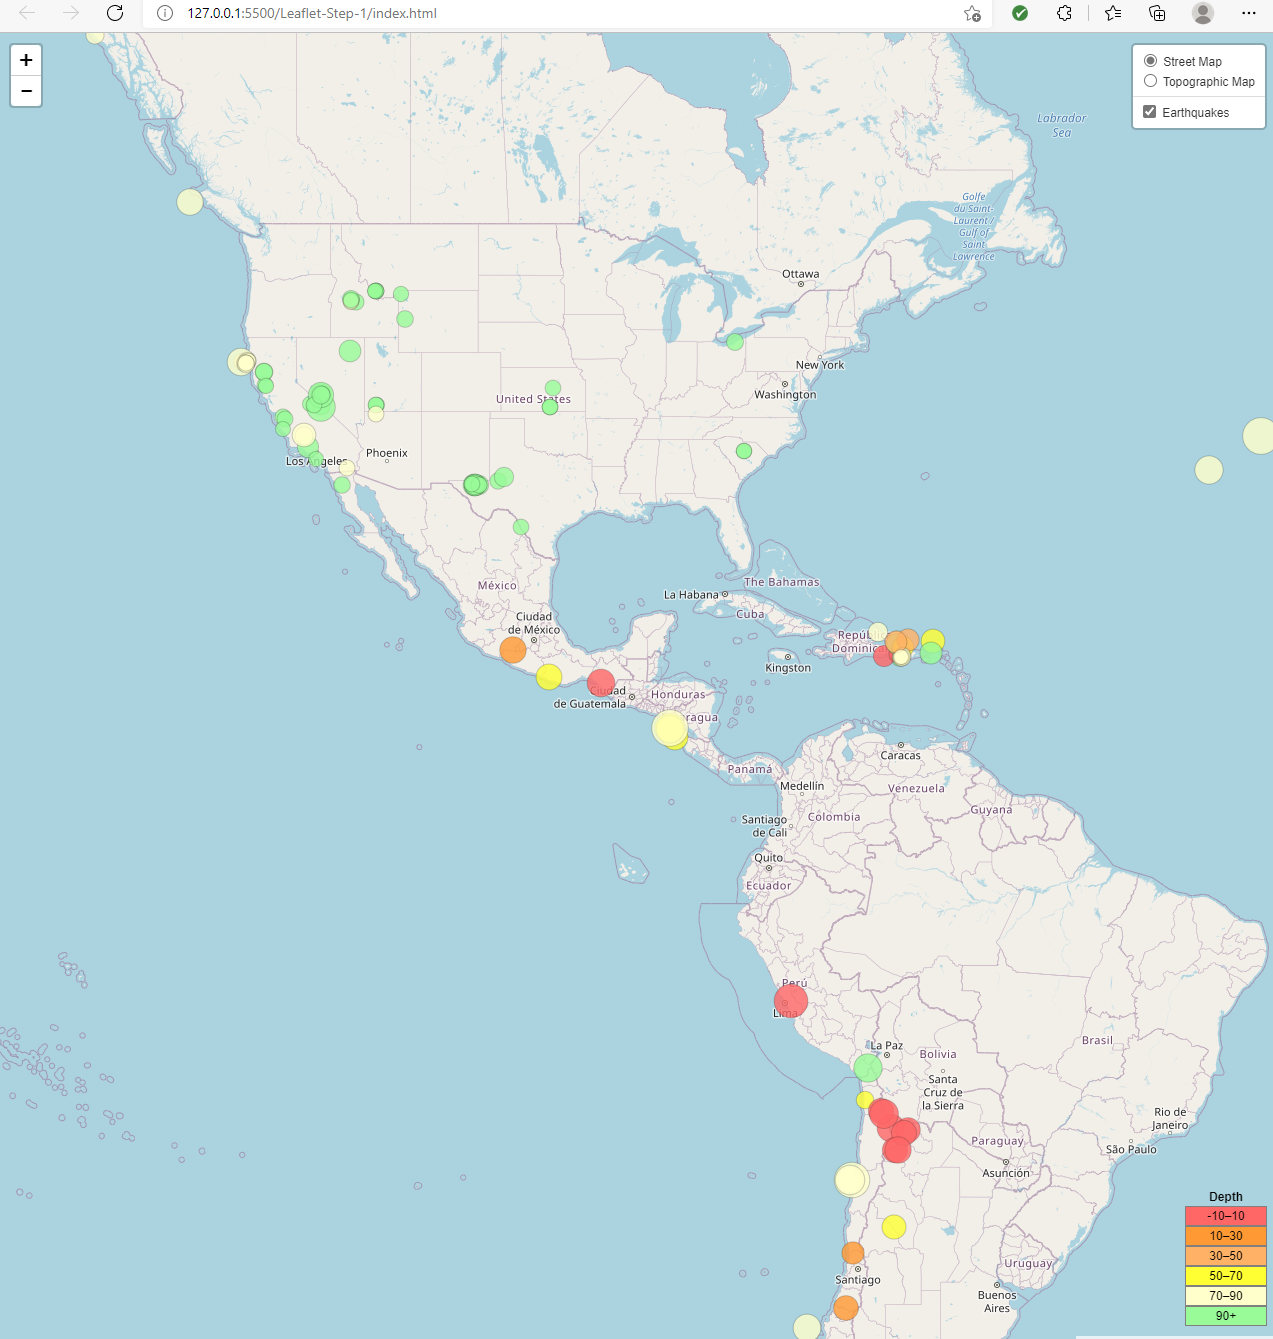 127.0.0.1:5500/Leaflet-Step-1/index.html
+
−
Street Map
Topographic Map
Earthquakes
Labrador
Sea
Golfe
du Saint-
Laurent /
Gulf of
Saint
Lawrence
Ottawa
New York
Washington
United States
Phoenix
Los Angeles
México
Ciudad
de México
La Habana
The Bahamas
Cuba
Kingston
Ciudad
de Guatemala
Honduras
Panamá
Caracas
Medellín
Venezuela
Guyana
Colombia
Santiago
de Cali
Quito
Ecuador
Perú
Lima
La Paz
Bolivia
Santa
Cruz de
la Sierra
Brasil
Rio de
Janeiro
São Paulo
Paraguay
Asunción
Uruguay
Santiago
Buenos
Aires
Depth
-10–10
10–30
30–50
50–70
70–90
90+